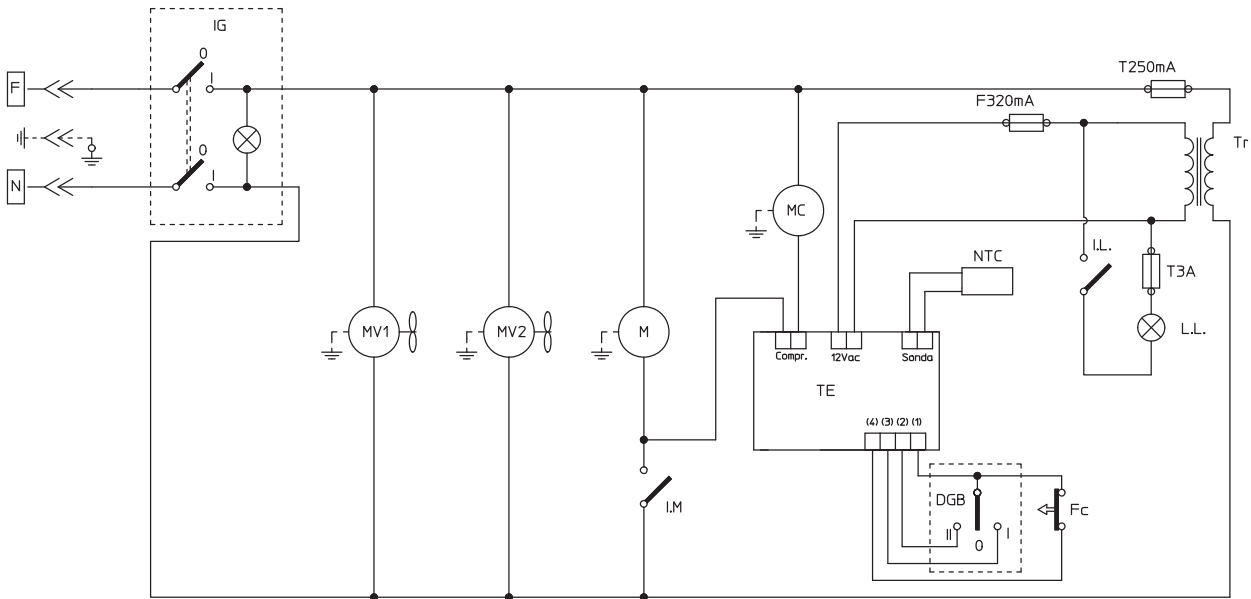 IG
T250mA
0
F
I
F320mA
Tr
0
N
I
MC
I.L.
NTC
T3A
MV1
MV2
M
L.L.
Compr.
12Vac
Sonda
TE
(4) (3) (2) (1)
I.M
DGB
Fc
II
I
0